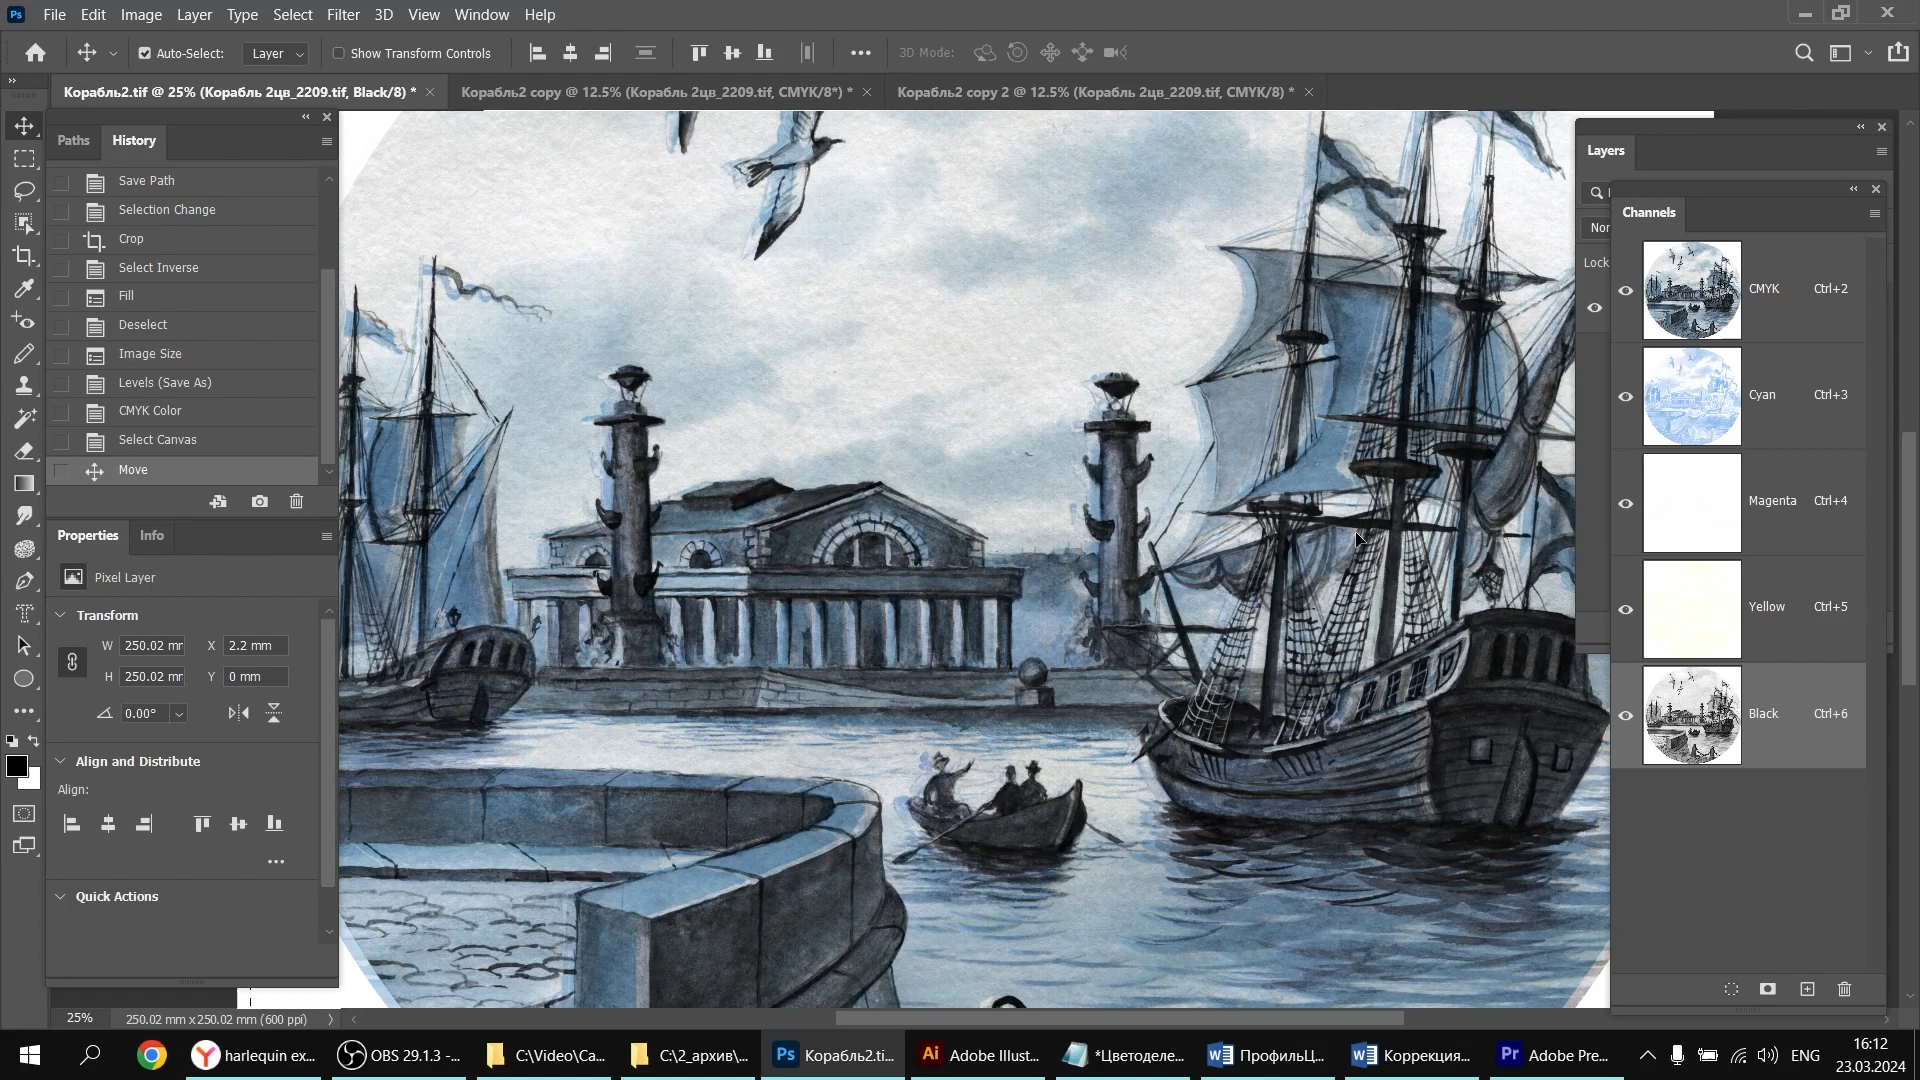 Ps File Edit Image Layer Type Select Filter 3D View Window Help
Auto-Select: Layer Show Transform Controls 3D Mode:
Корабль2.tif @ 25% (Корабль 2цв_2209.tif, Black/8) * Корабль2 copy @ 12.5% (Корабль 2цв_2209.tif, CMYK/8*) * Корабль2 copy 2 @ 12.5% (Корабль 2цв_2209.tif, CMYK/8) *
Paths History
Save Path
Selection Change
Crop
Select Inverse
Fill
Deselect
Image Size
Levels (Save As)
CMYK Color
Select Canvas
Move
Properties Info
Pixel Layer
Transform
W 250.02 mr X 2.2 mm
H 250.02 mr Y 0 mm
0.00°
Align and Distribute
Align:
Quick Actions
Layers
Nor
Lock
Channels
CMYK Ctrl+2
Cyan Ctrl+3
Magenta Ctrl+4
Yellow Ctrl+5
Black Ctrl+6
25% 250.02 mm x 250.02 mm (600 ppi)
harlequin ex... OBS 29.1.3 -... C:\Video\Ca... C:\2_архив\... Ps Корабль2.ti... Ai Adobe Illust... *Цветоделе... ПрофильЦ... Коррекция... Pr Adobe Pre... ENG
16:12
23.03.2024